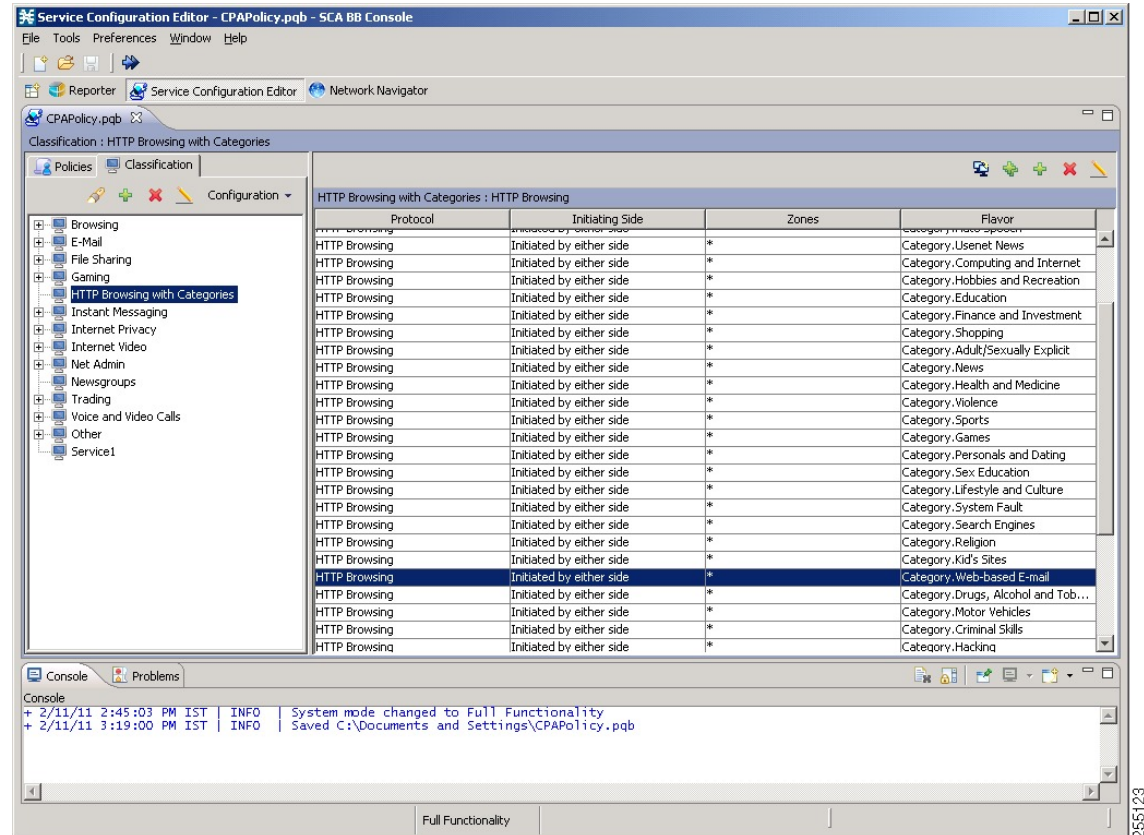 Service Configuration Editor - CPAPolicy.pqb - SCA BB Console
File Tools Preferences Window Help
Reporter Service Configuration Editor Network Navigator
CPAPolicy.pqb
Classification : HTTP Browsing with Categories
Policies Classification
Configuration
Browsing
E-Mail
File Sharing
Gaming
HTTP Browsing with Categories
Instant Messaging
Internet Privacy
Internet Video
Net Admin
Newsgroups
Trading
Voice and Video Calls
Other
Service1
HTTP Browsing with Categories : HTTP Browsing
Protocol Initiating Side Zones Flavor
HTTP Browsing Initiated by either side * Category.Usenet News
HTTP Browsing Initiated by either side * Category.Computing and Internet
HTTP Browsing Initiated by either side * Category.Hobbies and Recreation
HTTP Browsing Initiated by either side * Category.Education
HTTP Browsing Initiated by either side * Category.Finance and Investment
HTTP Browsing Initiated by either side * Category.Shopping
HTTP Browsing Initiated by either side * Category.Adult/Sexually Explicit
HTTP Browsing Initiated by either side * Category.News
HTTP Browsing Initiated by either side * Category.Health and Medicine
HTTP Browsing Initiated by either side * Category.Violence
HTTP Browsing Initiated by either side * Category.Sports
HTTP Browsing Initiated by either side * Category.Games
HTTP Browsing Initiated by either side * Category.Personals and Dating
HTTP Browsing Initiated by either side * Category.Sex Education
HTTP Browsing Initiated by either side * Category.Lifestyle and Culture
HTTP Browsing Initiated by either side * Category.System Fault
HTTP Browsing Initiated by either side * Category.Search Engines
HTTP Browsing Initiated by either side * Category.Religion
HTTP Browsing Initiated by either side * Category.Kid's Sites
HTTP Browsing Initiated by either side * Category.Web-based E-mail
HTTP Browsing Initiated by either side * Category.Drugs, Alcohol and Tob...
HTTP Browsing Initiated by either side * Category.Motor Vehicles
HTTP Browsing Initiated by either side * Category.Criminal Skills
HTTP Browsing Initiated by either side * Category.Hacking
Console Problems
Console
+ 2/11/11 2:45:03 PM IST | INFO | System mode changed to Full Functionality
+ 2/11/11 3:19:00 PM IST | INFO | Saved C:\Documents and Settings\CPAPolicy.pqb
Full Functionality
255123